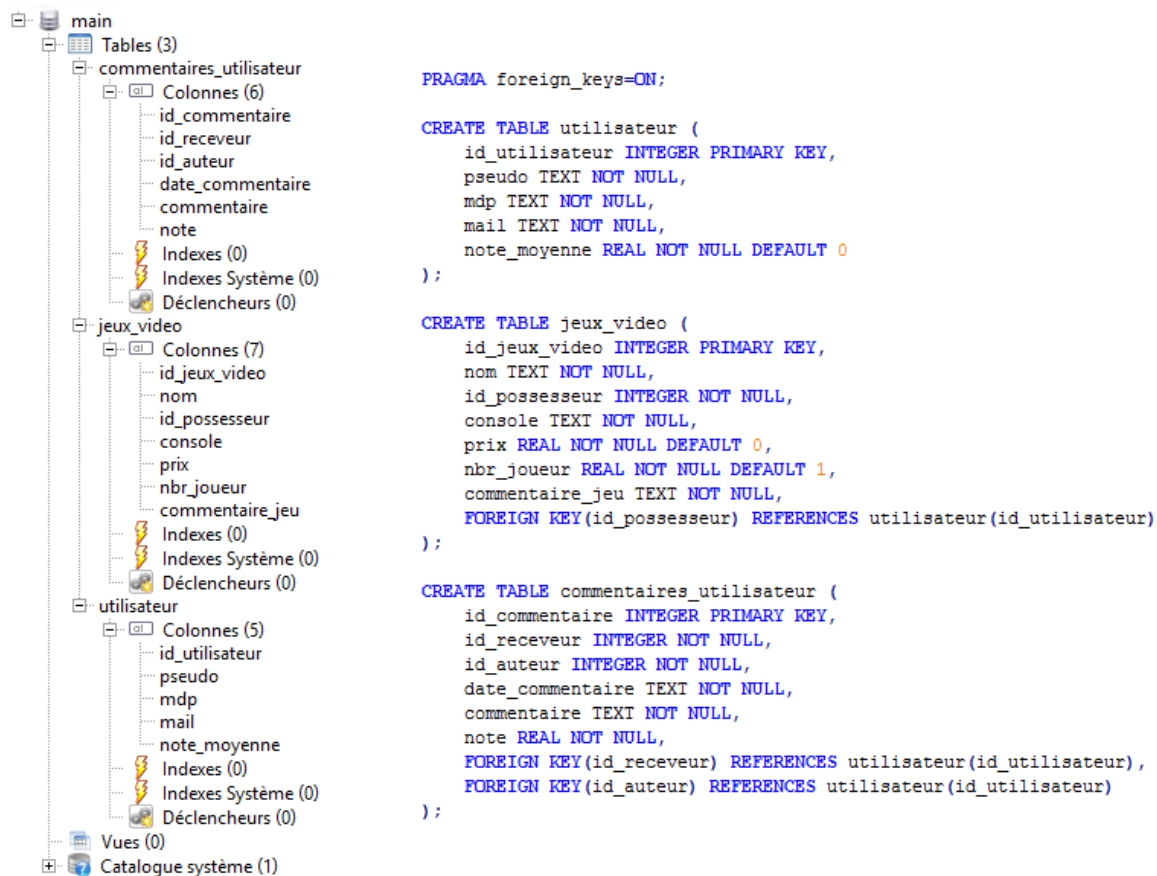 main
Tables (3)
commentaires_utilisateur
Colonnes (6)
id_commentaire
id_receveur
id_auteur
date_commentaire
commentaire
note
Indexes (0)
Indexes Système (0)
Déclencheurs (0)
jeux_video
Colonnes (7)
id_jeux_video
nom
id_possesseur
console
prix
nbr_joueur
commentaire_jeu
Indexes (0)
Indexes Système (0)
Déclencheurs (0)
utilisateur
Colonnes (5)
id_utilisateur
pseudo
mdp
mail
note_moyenne
Indexes (0)
Indexes Système (0)
Déclencheurs (0)
Vues (0)
Catalogue système (1)
PRAGMA foreign_keys=ON;
CREATE TABLE utilisateur (
id_utilisateur INTEGER PRIMARY KEY,
pseudo TEXT NOT NULL,
mdp TEXT NOT NULL,
mail TEXT NOT NULL,
note_moyenne REAL NOT NULL DEFAULT 0
);
CREATE TABLE jeux_video (
id_jeux_video INTEGER PRIMARY KEY,
nom TEXT NOT NULL,
id_possesseur INTEGER NOT NULL,
console TEXT NOT NULL,
prix REAL NOT NULL DEFAULT 0,
nbr_joueur REAL NOT NULL DEFAULT 1,
commentaire_jeu TEXT NOT NULL,
FOREIGN KEY(id_possesseur) REFERENCES utilisateur(id_utilisateur)
);
CREATE TABLE commentaires_utilisateur (
id_commentaire INTEGER PRIMARY KEY,
id_receveur INTEGER NOT NULL,
id_auteur INTEGER NOT NULL,
date_commentaire TEXT NOT NULL,
commentaire TEXT NOT NULL,
note REAL NOT NULL,
FOREIGN KEY(id_receveur) REFERENCES utilisateur(id_utilisateur),
FOREIGN KEY(id_auteur) REFERENCES utilisateur(id_utilisateur)
);